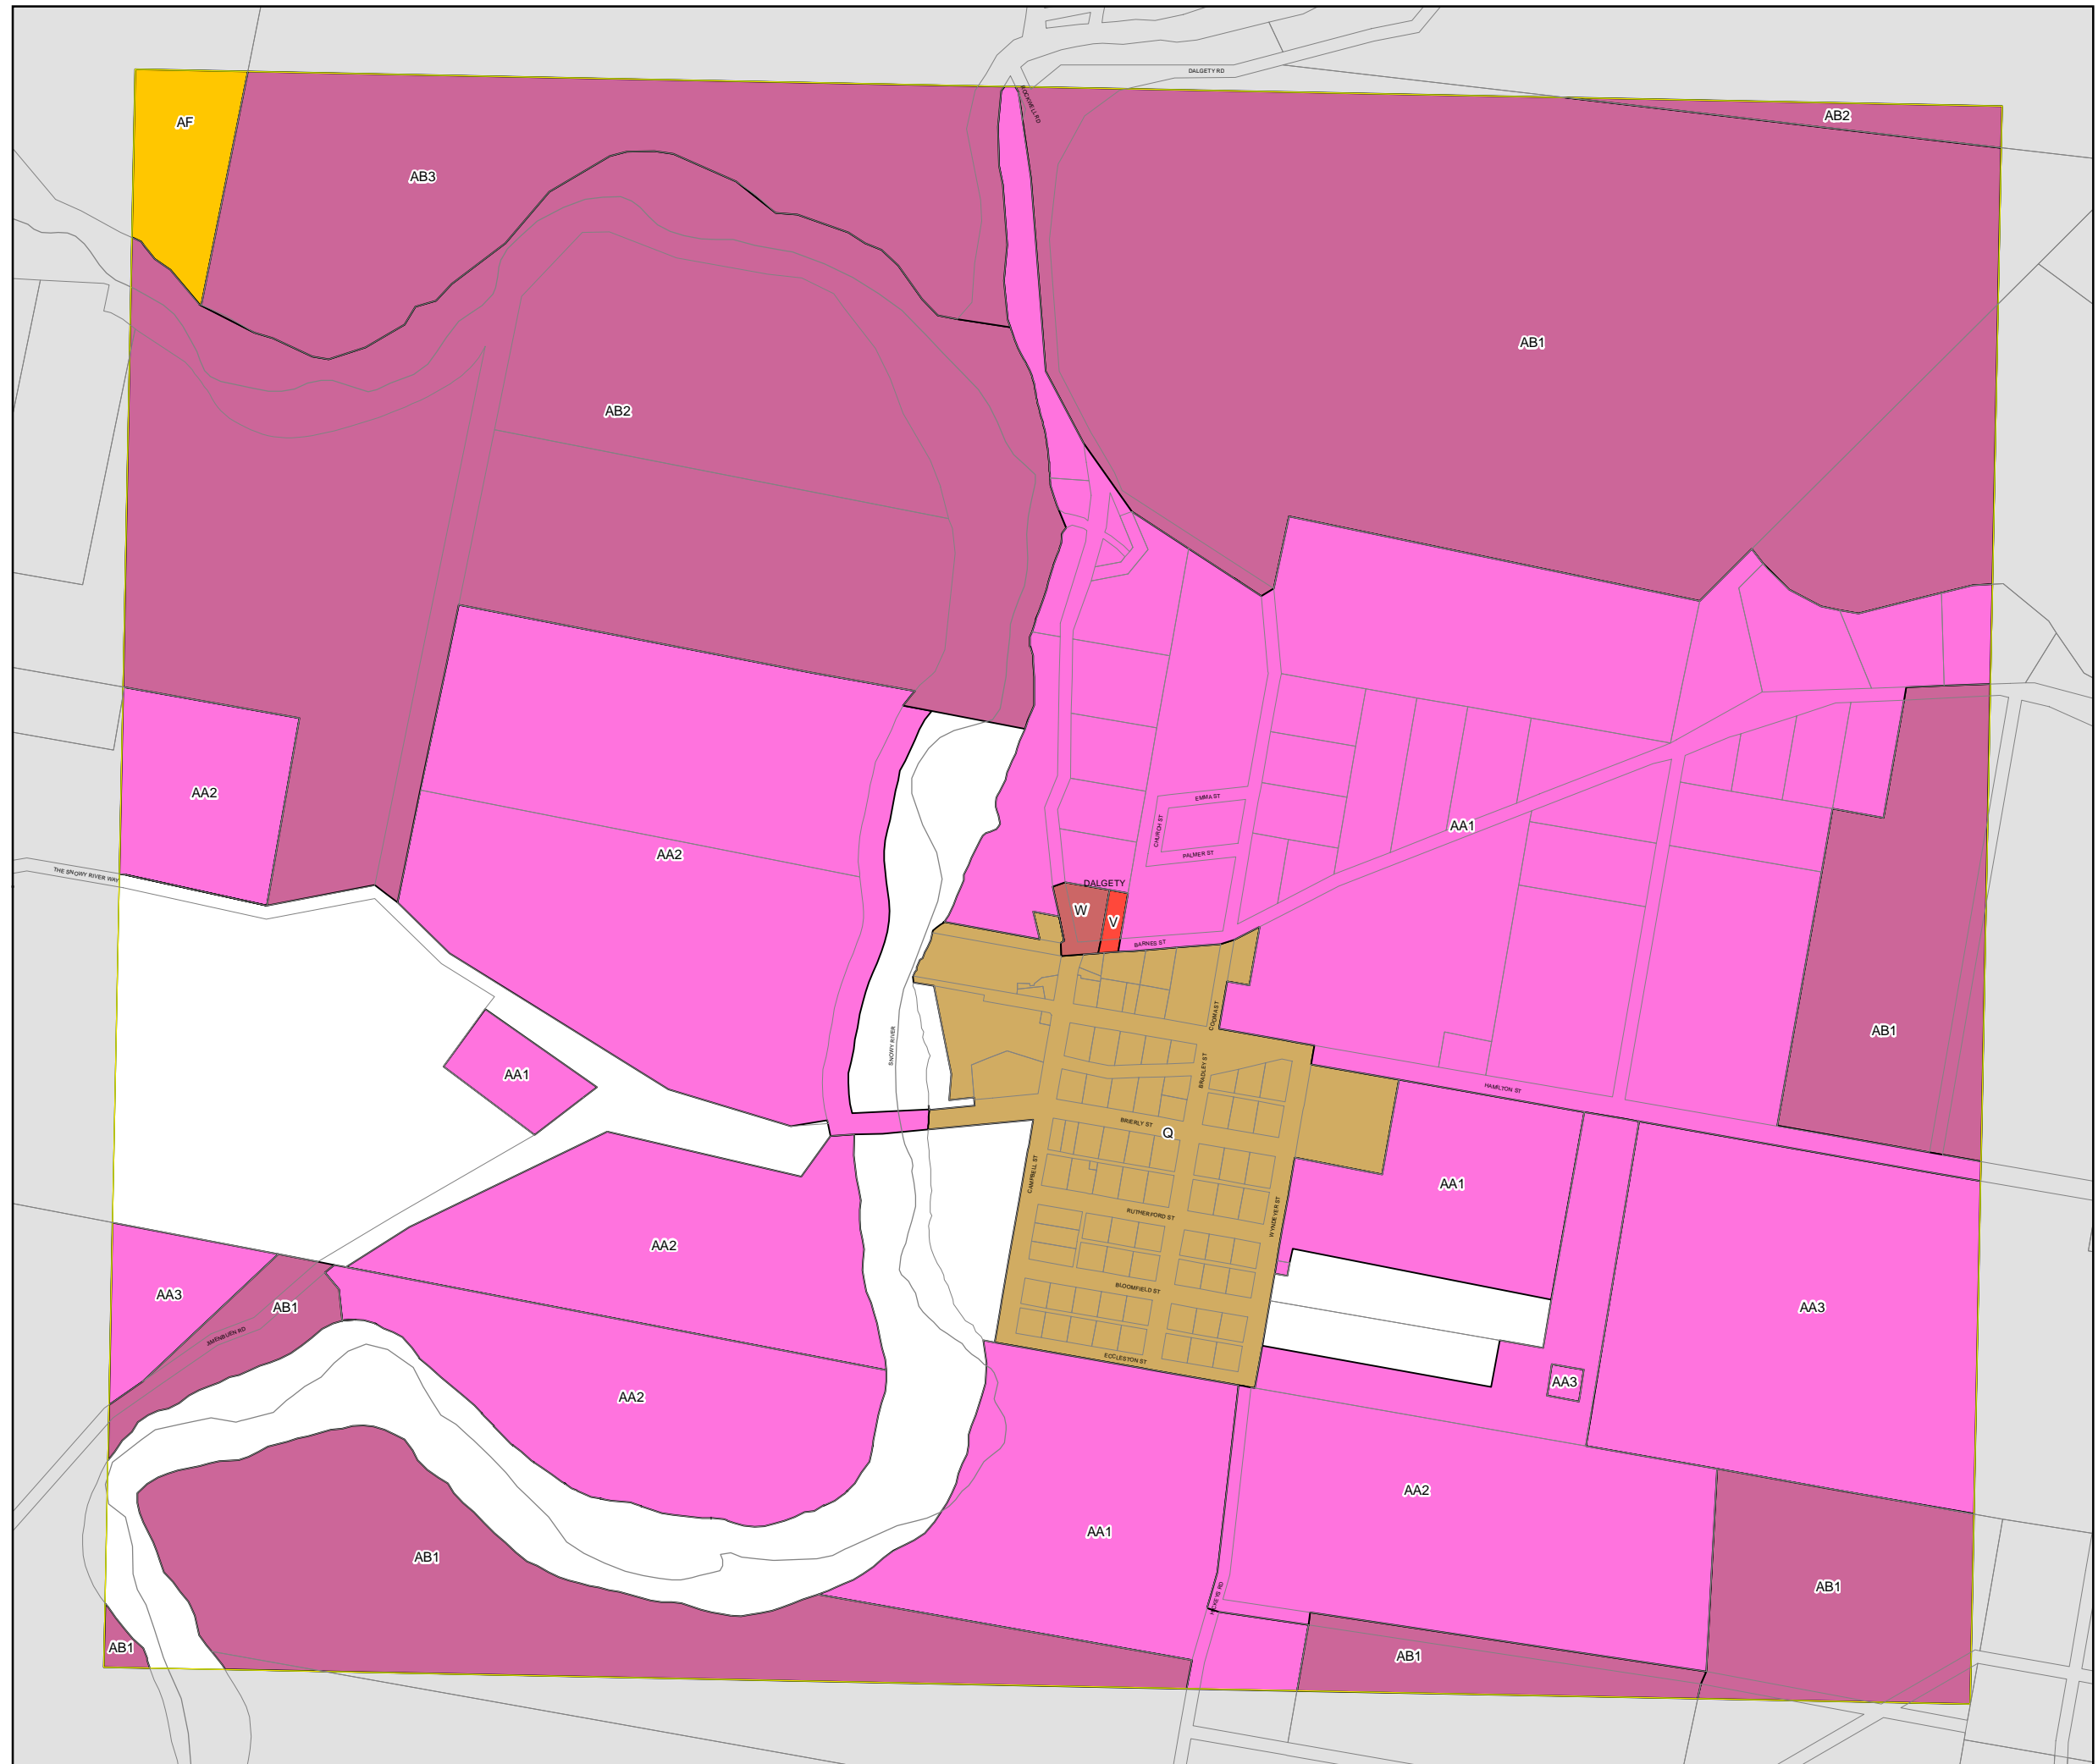 DALGETY RD
AF
ROCKWELL RD
AB2
AB3
AB1
AB2
AA2
EMMA ST
CHURCH ST
AA1
AA2
PALMER ST
THE SNOWY RIVER WAY
DALGETY
W
V
BARNES ST
COOMA ST
AB1
SNOWY RIVER
AA1
BRADLEY ST
HAMILTON ST
BRIERLY ST
Q
CAMPBELL ST
AA1
RUTHERFORD ST
WYNDEYER ST
AA2
AA3
AB1
BLOOMFIELD ST
AA3
ECCLESTON ST
AA3
AA2
AA2
AA1
AB1
AB1
AB1
AB1